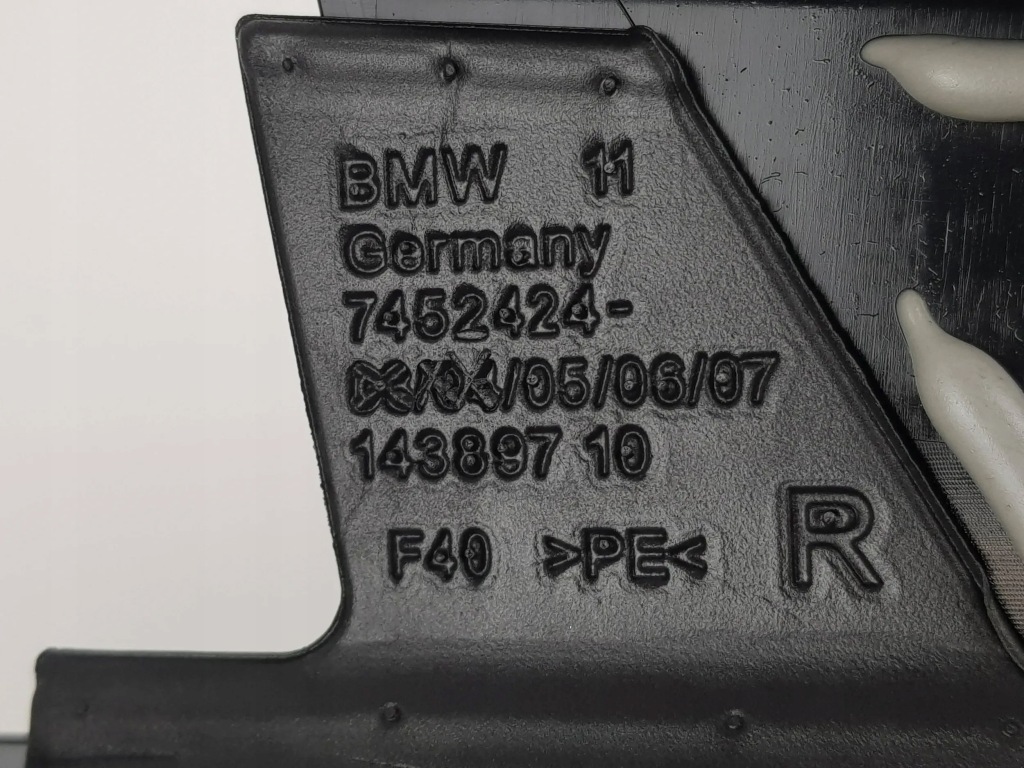 BMW 11
Germany
7452424-
/05/06/07
143897 10
F40 >PE<
R